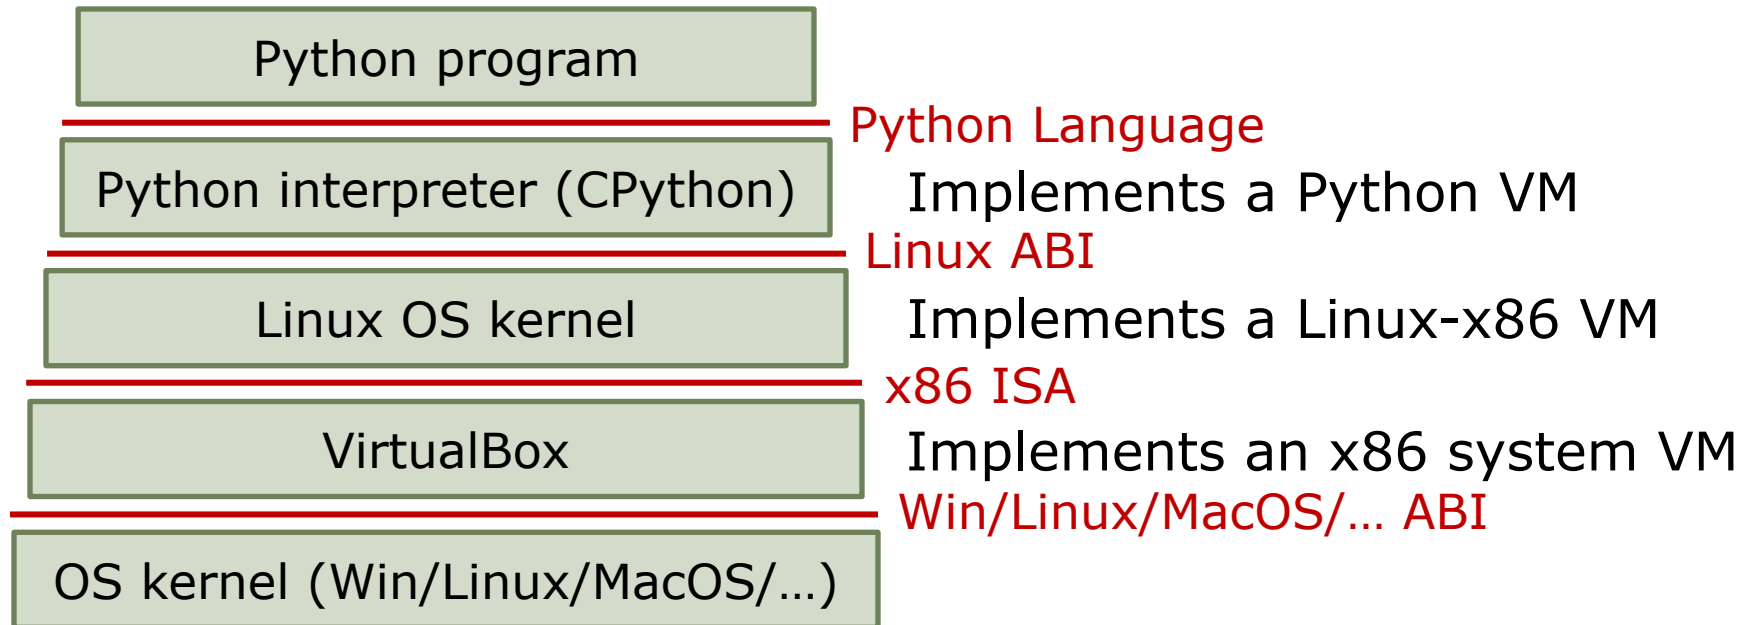 Python program
Python Language
Python interpreter (CPython)
Implements a Python VM
Linux ABI
Linux OS kernel
Implements a Linux-x86 VM
x86 ISA
VirtualBox
Implements an x86 system VM
Win/Linux/MacOS/... ABI
OS kernel (Win/Linux/MacOS/...)